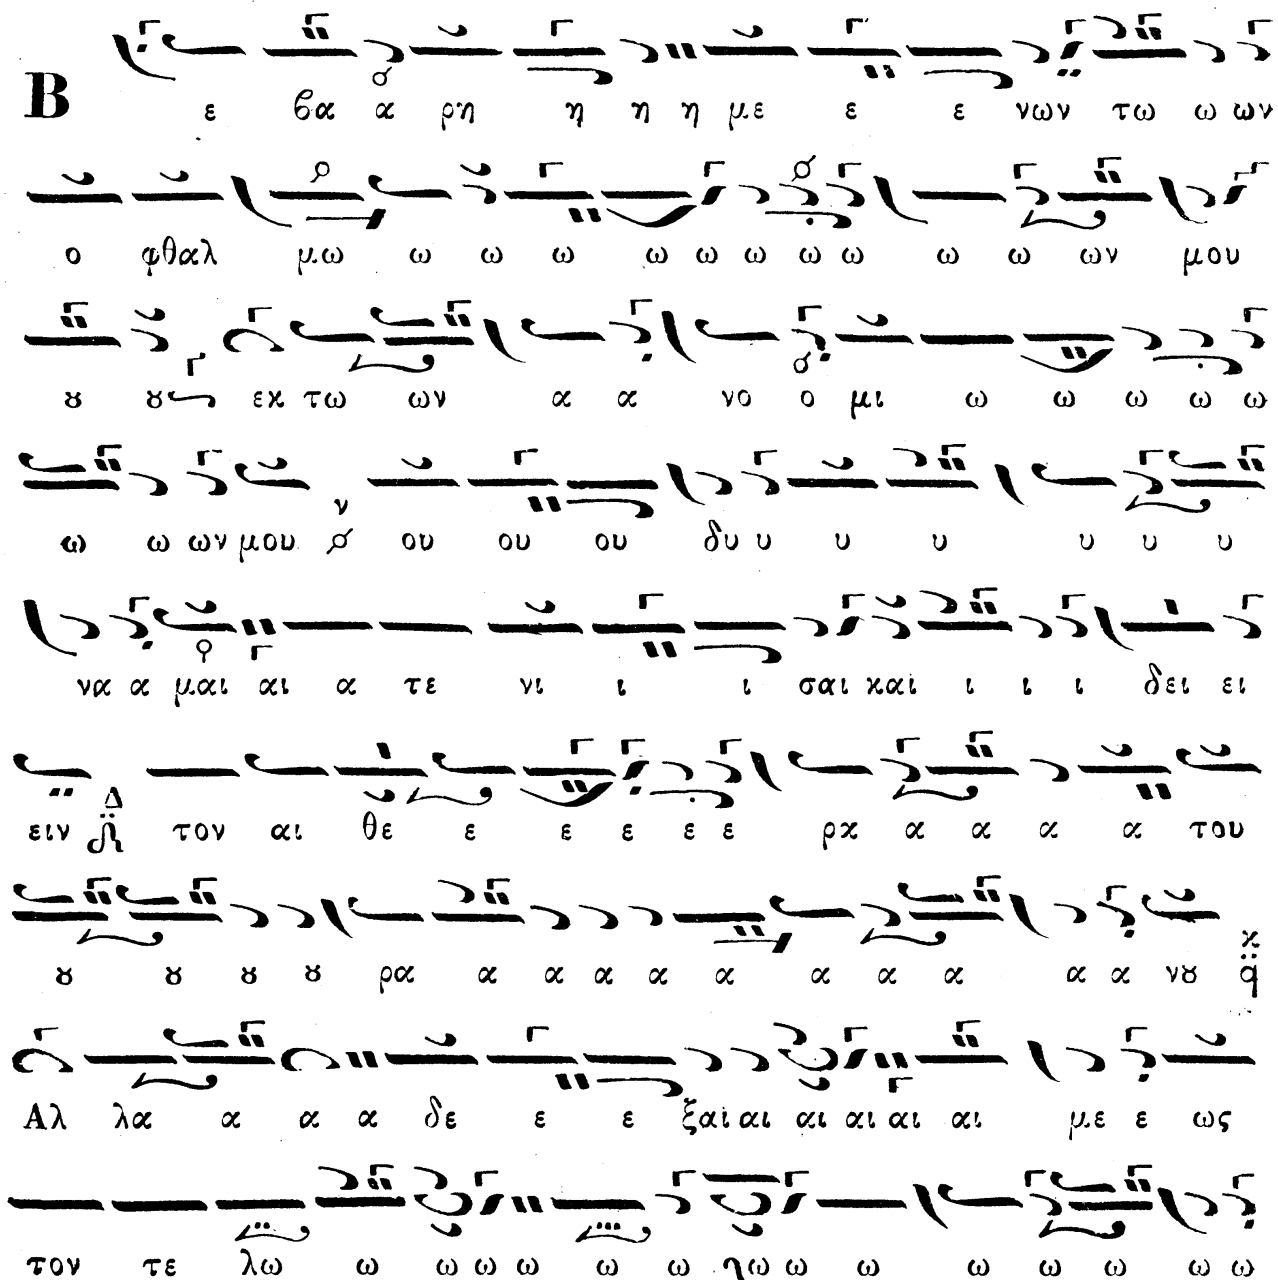 Β ε βα α ρη η η η με ε ε νων τω ω ων
ο φθαλ μω ω ω ω ω ω ω ω ω ω ω ων μου
ȣ ȣ εκ τω ων α α νο ο μι ω ω ω ω ω
ω ω ων μου ου ου ου δυ υ υ υ υ υ υ
να α μαι αι α τε νι ι ι σαι και ι ι ι δει ει
ειν Δ τον αι θε ε ε ε ε ε ρα α α α α του
ȣ ȣ ȣ ȣ ρα α α α α α α α α α α νȣ
Αλ λα α α α δε ε ε ξαι αι αι αι αι αι με ε ως
τον τε λω ω ω ω ω ω ω ω ω ω ω ω ω ω